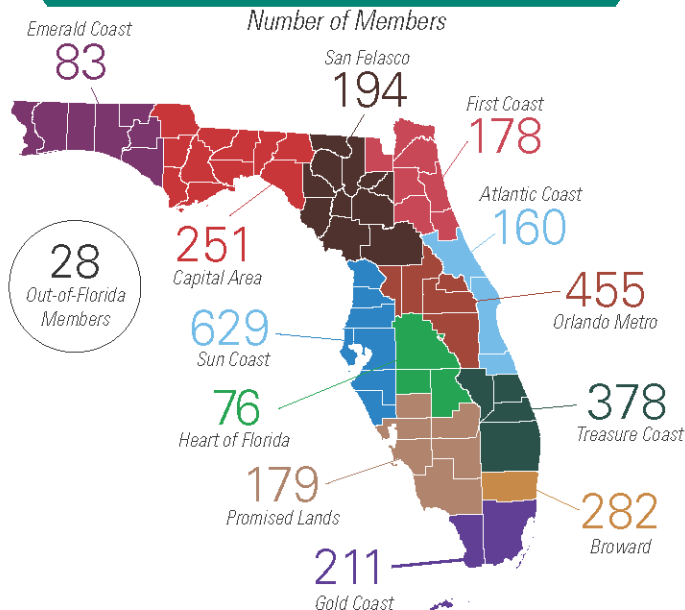 Number of Members
Emerald Coast
83
San Felasco
194
First Coast
178
Atlantic Coast
160
251
Capital Area
28
Out-of-Florida
Members
455
Orlando Metro
629
Sun Coast
76
Heart of Florida
378
Treasure Coast
179
Promised Lands
282
Broward
211
Gold Coast